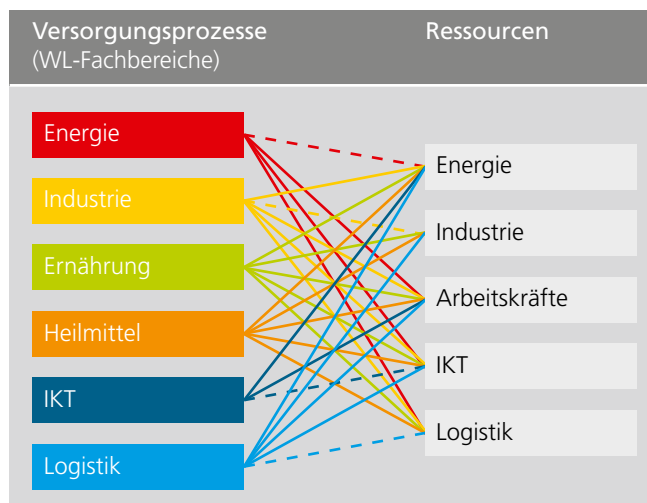 Versorgungsprozesse
(WL-Fachbereiche)
Ressourcen
Energie
Industrie
Ernährung
Heilmittel
IKT
Logistik
Energie
Industrie
Arbeitskräfte
IKT
Logistik